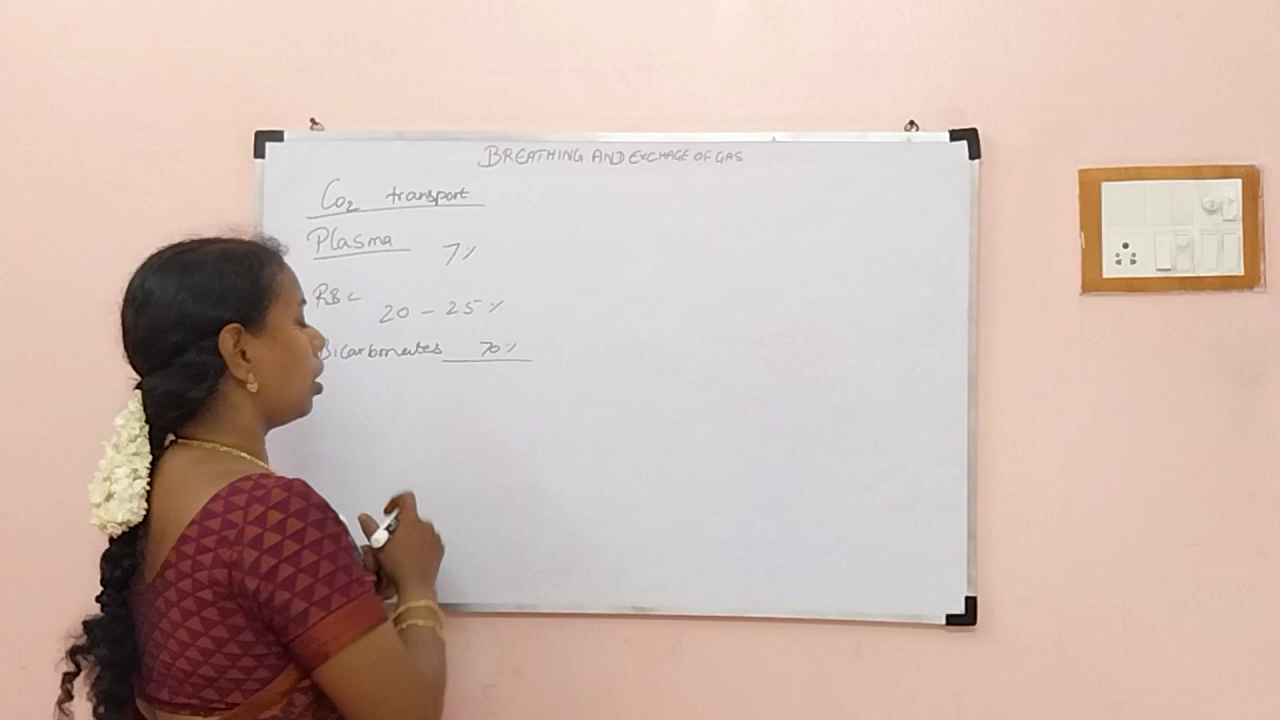 BREATHING AND EXCHAGE OF GAS
Co2 transport
Plasma 7%
RBC
20 - 25%
Bicarbonates 70%